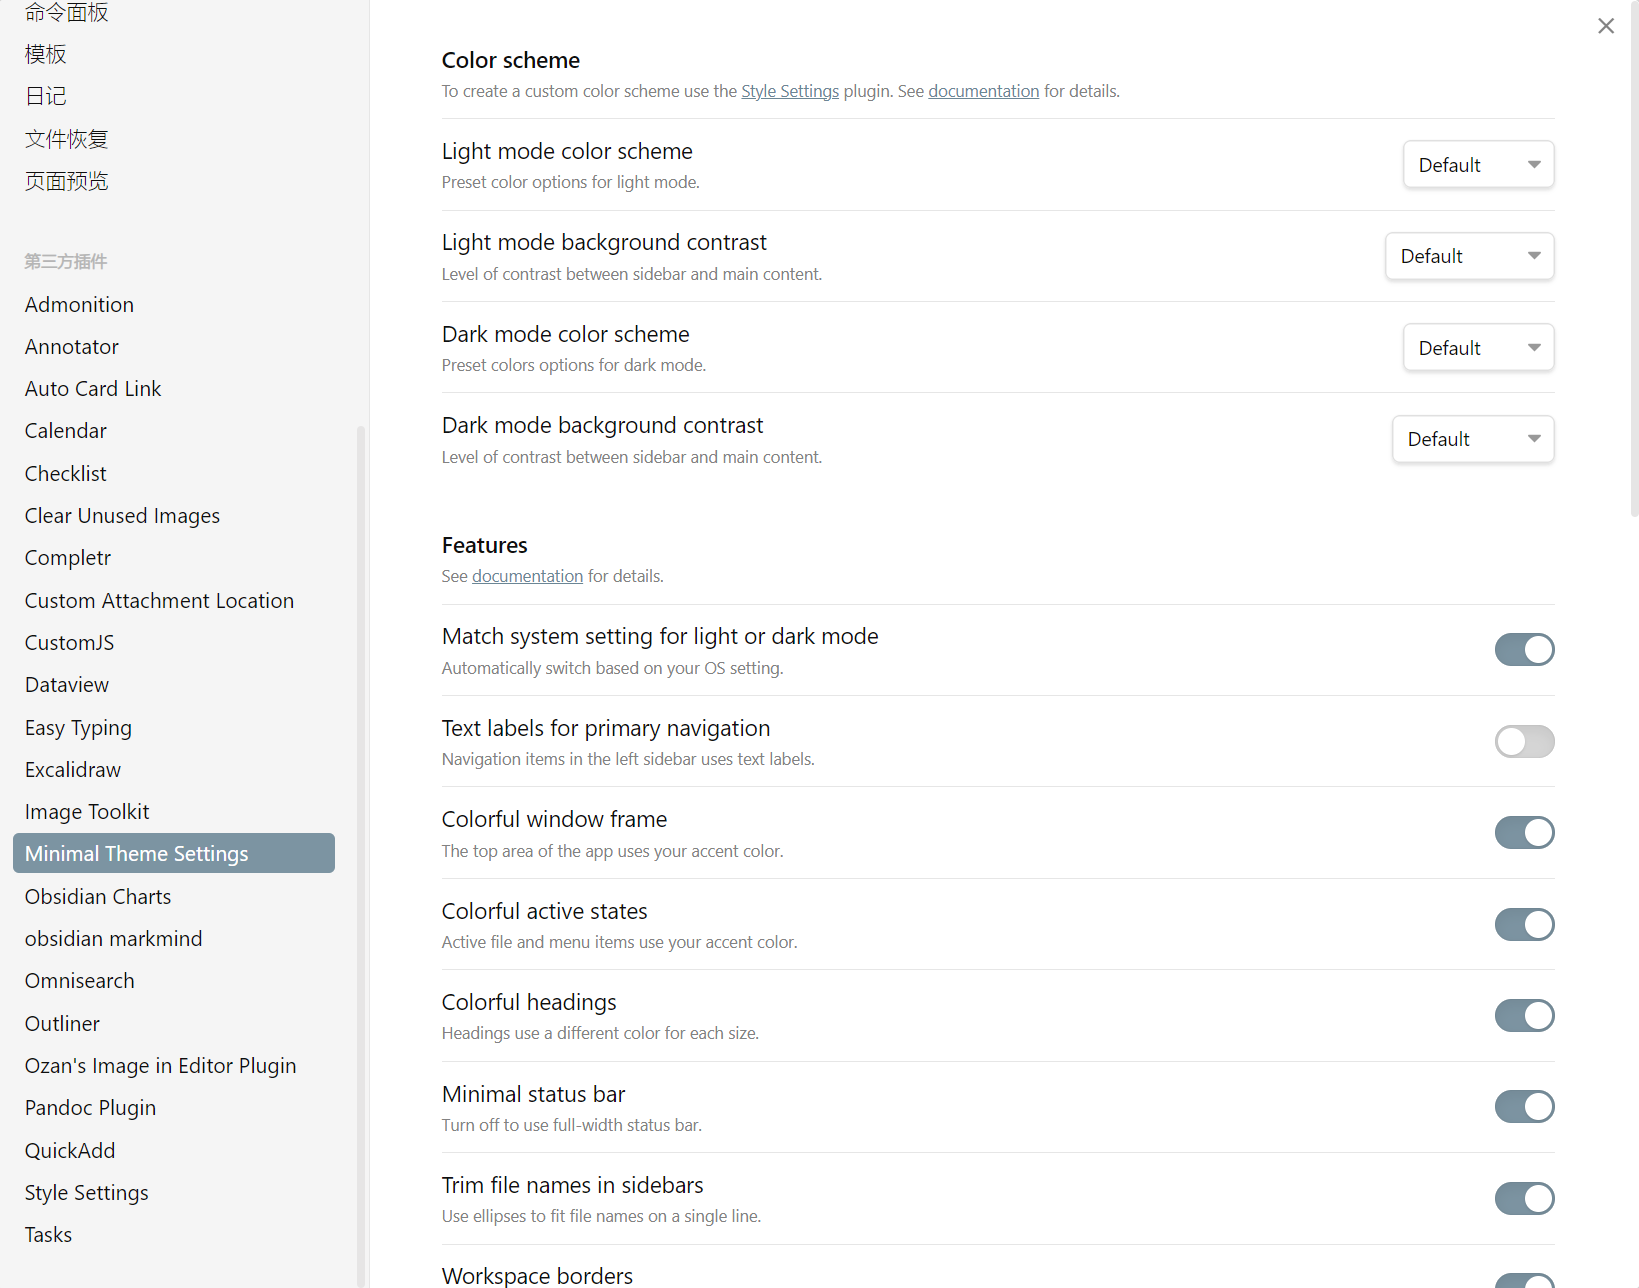 命令面板
模板
日记
文件恢复
页面预览
第三方插件
Admonition
Annotator
Auto Card Link
Calendar
Checklist
Clear Unused Images
Completr
Custom Attachment Location
CustomJS
Dataview
Easy Typing
Excalidraw
Image Toolkit
Minimal Theme Settings
Obsidian Charts
obsidian markmind
Omnisearch
Outliner
Ozan's Image in Editor Plugin
Pandoc Plugin
QuickAdd
Style Settings
Tasks
Color scheme
To create a custom color scheme use the Style Settings plugin. See documentation for details.
Light mode color scheme
Preset color options for light mode.
Default
Light mode background contrast
Level of contrast between sidebar and main content.
Default
Dark mode color scheme
Preset colors options for dark mode.
Default
Dark mode background contrast
Level of contrast between sidebar and main content.
Default
Features
See documentation for details.
Match system setting for light or dark mode
Automatically switch based on your OS setting.
Text labels for primary navigation
Navigation items in the left sidebar uses text labels.
Colorful window frame
The top area of the app uses your accent color.
Colorful active states
Active file and menu items use your accent color.
Colorful headings
Headings use a different color for each size.
Minimal status bar
Turn off to use full-width status bar.
Trim file names in sidebars
Use ellipses to fit file names on a single line.
Workspace borders